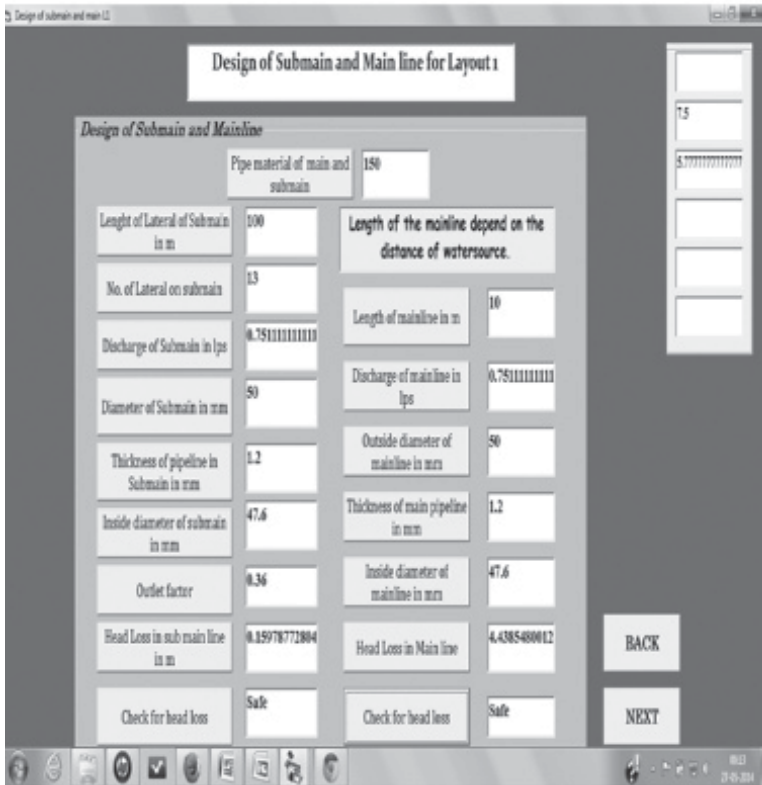 Design of submain and main L1
Design of Submain and Main line for Layout 1
Design of Submain and Mainline
Pipe material of main and
submain
150
Lenght of Lateral of Submain
in m
100
No. of Lateral on submain
13
Discharge of Submain in lps
0.751111111111
Diameter of Submain in mm
50
Thickness of pipeline in
Submain in mm
1.2
Inside diameter of submain
in mm
47.6
Outlet factor
0.36
Head Loss in sub main line
in m
0.15978772804
Check for head loss
Safe
Length of the mainline depend on the
distance of watersource.
Length of mainline in m
10
Discharge of mainline in
lps
0.75111111111
Outside diameter of
mainline in mm
50
Thickness of main pipeline
in mm
1.2
Inside diameter of
mainline in mm
47.6
Head Loss in Main line
4.4385480012
Check for head loss
Safe
7.5
5.7777777777777
BACK
NEXT
27-05-2014